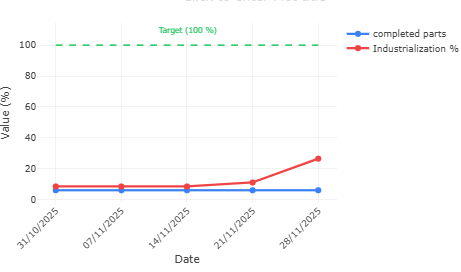 Target (100 %)
completed parts
Industrialization %
Value (%)
100
80
60
40
20
0
31/10/2025
07/11/2025
14/11/2025
21/11/2025
28/11/2025
Date